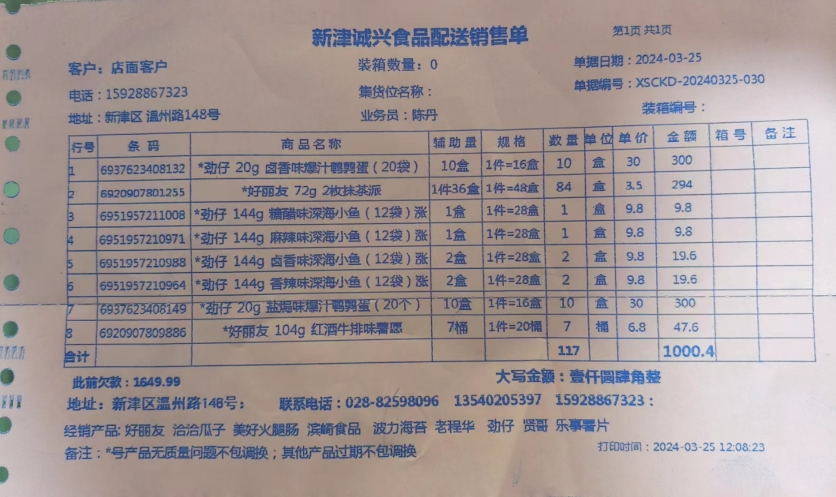 新津诚兴食品配送销售单
第1页 共1页
客户：店面客户
装箱数量：0
单据日期：2024-03-25
电话：15928867323
集货位名称：
单据编号：XSCKD-20240325-030
地址：新津区 温州路148号
业务员：陈丹
装箱编号：
行号 条 码 商品名称 辅助量 规格 数量 单位 单价 金额 箱号 备注
1 6937623408132 *劲仔 20g 卤香味爆汁鹌鹑蛋（20袋） 10盒 1件=16盒 10 盒 30 300
2 6920907801255 *好丽友 72g 2枚抹茶派 1件36盒 1件=48盒 84 盒 3.5 294
3 6951957211008 *劲仔 144g 糖醋味深海小鱼（12袋）涨 1盒 1件=28盒 1 盒 9.8 9.8
4 6951957210971 *劲仔 144g 麻辣味深海小鱼（12袋）涨 1盒 1件=28盒 1 盒 9.8 9.8
5 6951957210988 *劲仔 144g 卤香味深海小鱼（12袋）涨 2盒 1件=28盒 2 盒 9.8 19.6
6 6951957210964 *劲仔 144g 香辣味深海小鱼（12袋）涨 2盒 1件=28盒 2 盒 9.8 19.6
7 6937623408149 *劲仔 20g 盐焗味爆汁鹌鹑蛋（20个） 10盒 1件=16盒 10 盒 30 300
8 6920907809886 *好丽友 104g 红酒牛排味薯愿 7桶 1件=20桶 7 桶 6.8 47.6
合计 117 1000.4
此前欠款：1649.99
大写金额：壹仟圆肆角整
地址：新津区温州路148号； 联系电话：028-82598096 13540205397 15928867323；
经销产品: 好丽友 洽洽瓜子 美好火腿肠 滨崎食品 波力海苔 老程华 劲仔 贤哥 乐事薯片
备注：*号产品无质量问题不包调换；其他产品过期不包调换
打印时间：2024-03-25 12:08:23